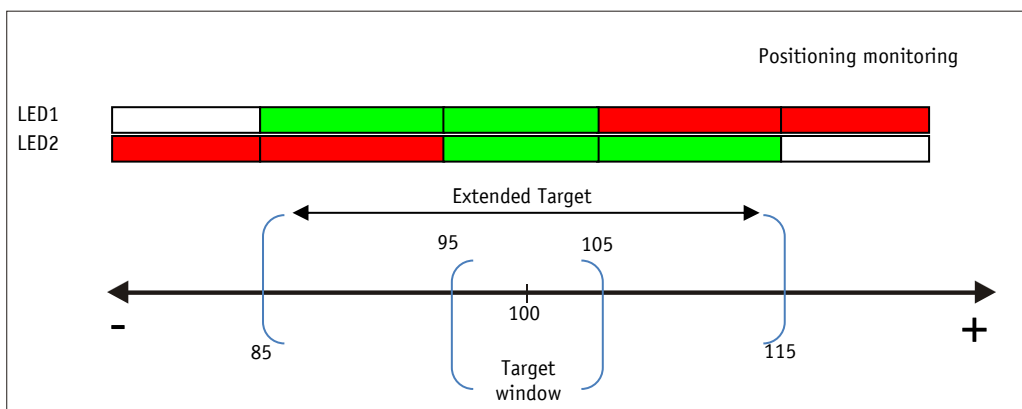 Positioning monitoring
LED1
LED2
Extended Target
95
105
100
-
+
85
115
Target
window